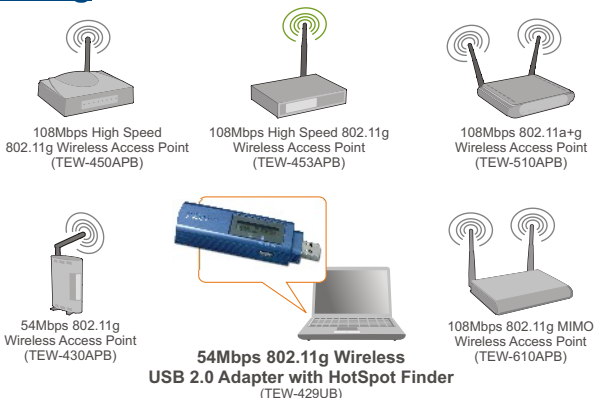 108Mbps High Speed
802.11g Wireless Access Point
(TEW-450APB)
108Mbps High Speed 802.11g
Wireless Access Point
(TEW-453APB)
108Mbps 802.11a+g
Wireless Access Point
(TEW-510APB)
54Mbps 802.11g
Wireless Access Point
(TEW-430APB)
54Mbps 802.11g Wireless
USB 2.0 Adapter with HotSpot Finder
(TEW-429UB)
108Mbps 802.11g MIMO
Wireless Access Point
(TEW-610APB)